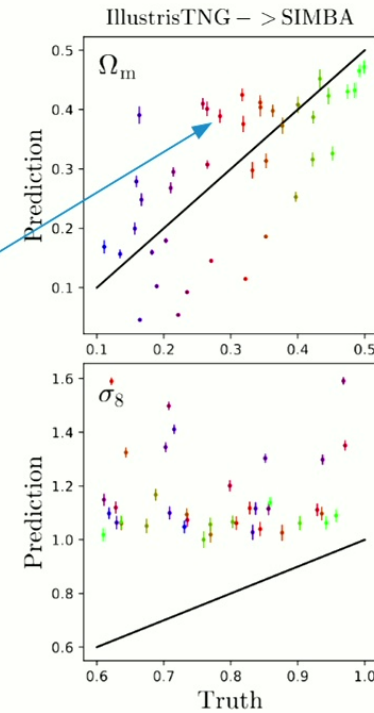 IllustrisTNG − > SIMBA
Ωm
Prediction
0.5
0.4
0.3
0.2
0.1
0.1 0.2 0.3 0.4 0.5
σ8
Prediction
1.6
1.4
1.2
1.0
0.8
0.6
0.6 0.7 0.8 0.9 1.0
Truth